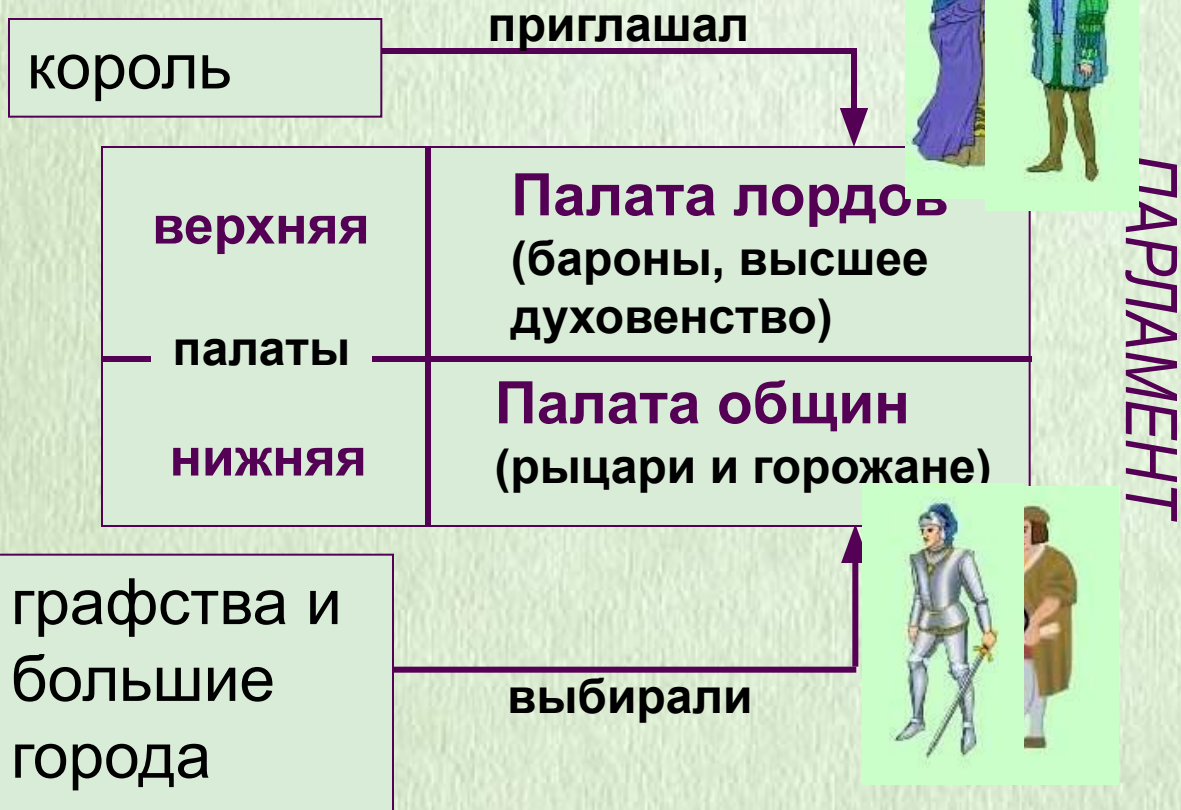 приглашал
король
верхняя
палаты
нижняя
Палата лордов
(бароны, высшее
духовенство)
Палата общин
(рыцари и горожане)
ПАРЛАМЕНТ
графства и
большие
города
выбирали